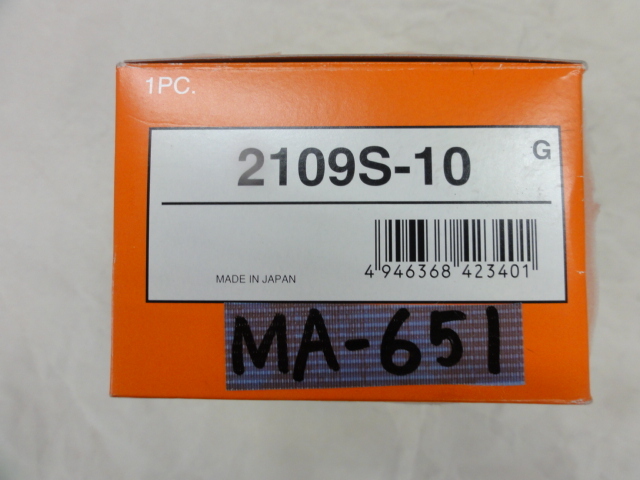 1PC.
2109S-10
G
MADE IN JAPAN
4 946368 423401
MA-651